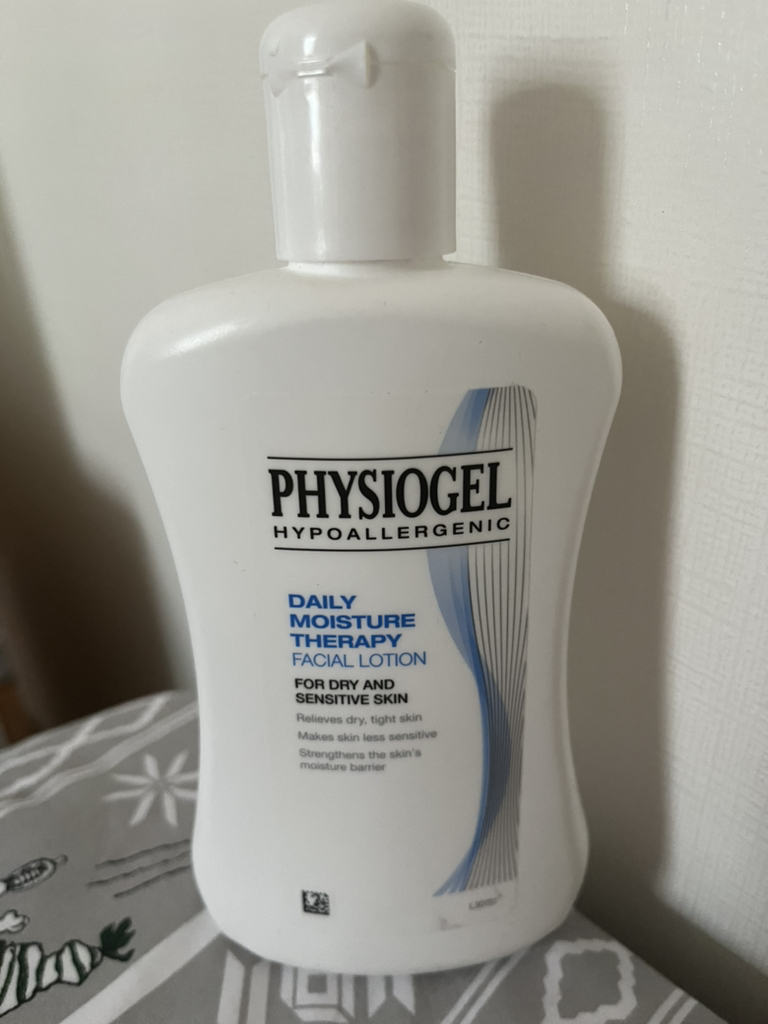 PHYSIOGEL
HYPOALLERGENIC
DAILY
MOISTURE
THERAPY
FACIAL LOTION
FOR DRY AND
SENSITIVE SKIN
Relieves dry, tight skin
Makes skin less sensitive
Strengthens the skin's
moisture barrier